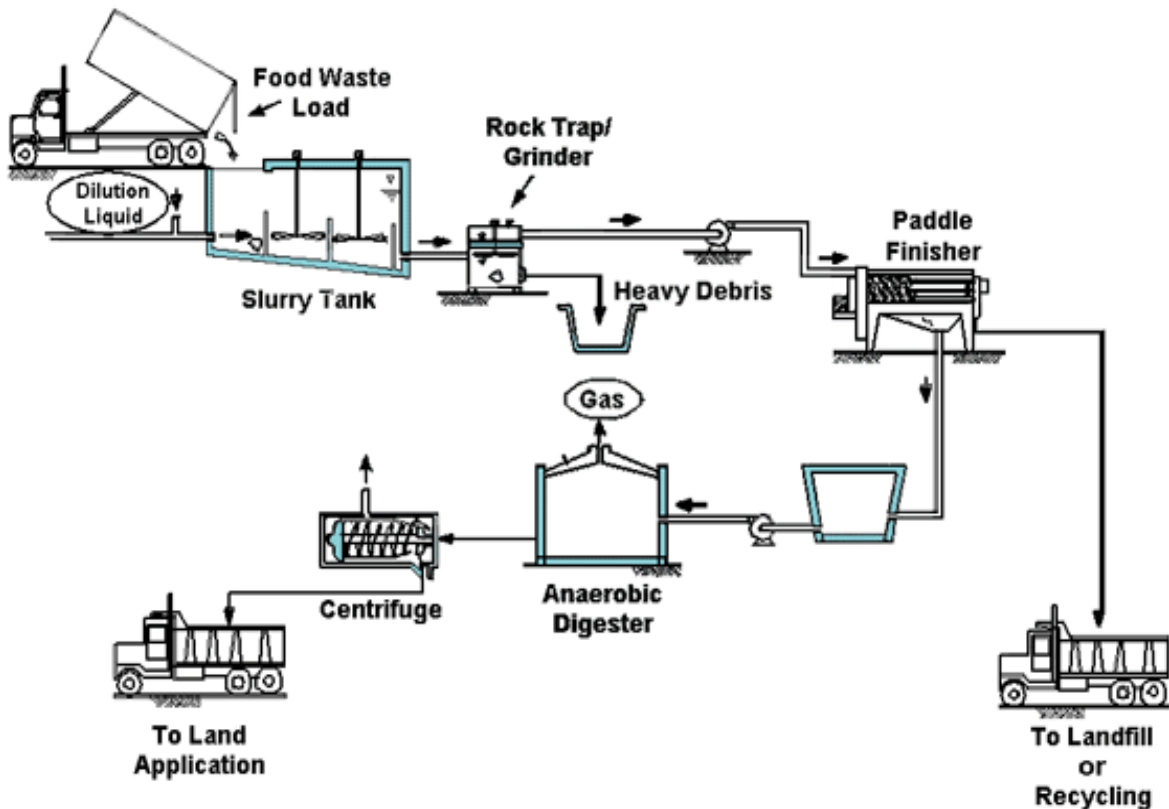 Food Waste
Load
Rock Trap/
Grinder
Dilution
Liquid
Paddle
Finisher
Slurry Tank
Heavy Debris
Gas
Centrifuge
Anaerobic
Digester
To Land
Application
To Landfill
or
Recycling